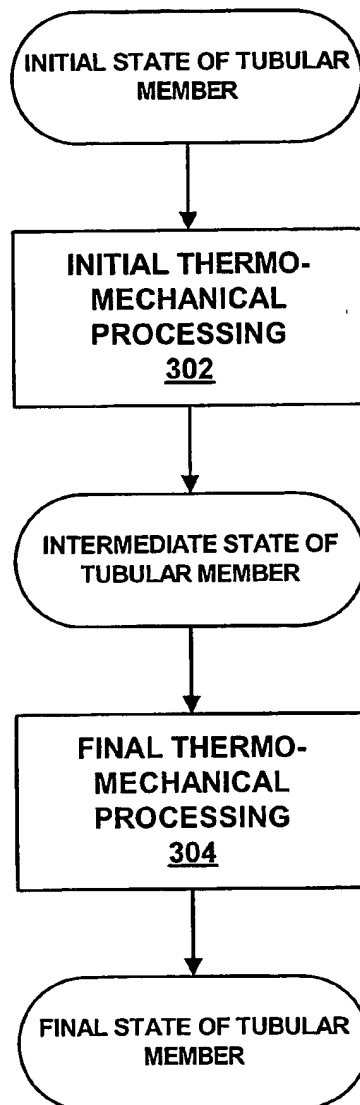 INITIAL STATE OF TUBULAR
MEMBER
INITIAL THERMO-
MECHANICAL
PROCESSING
302
INTERMEDIATE STATE OF
TUBULAR MEMBER
FINAL THERMO-
MECHANICAL
PROCESSING
304
FINAL STATE OF TUBULAR
MEMBER